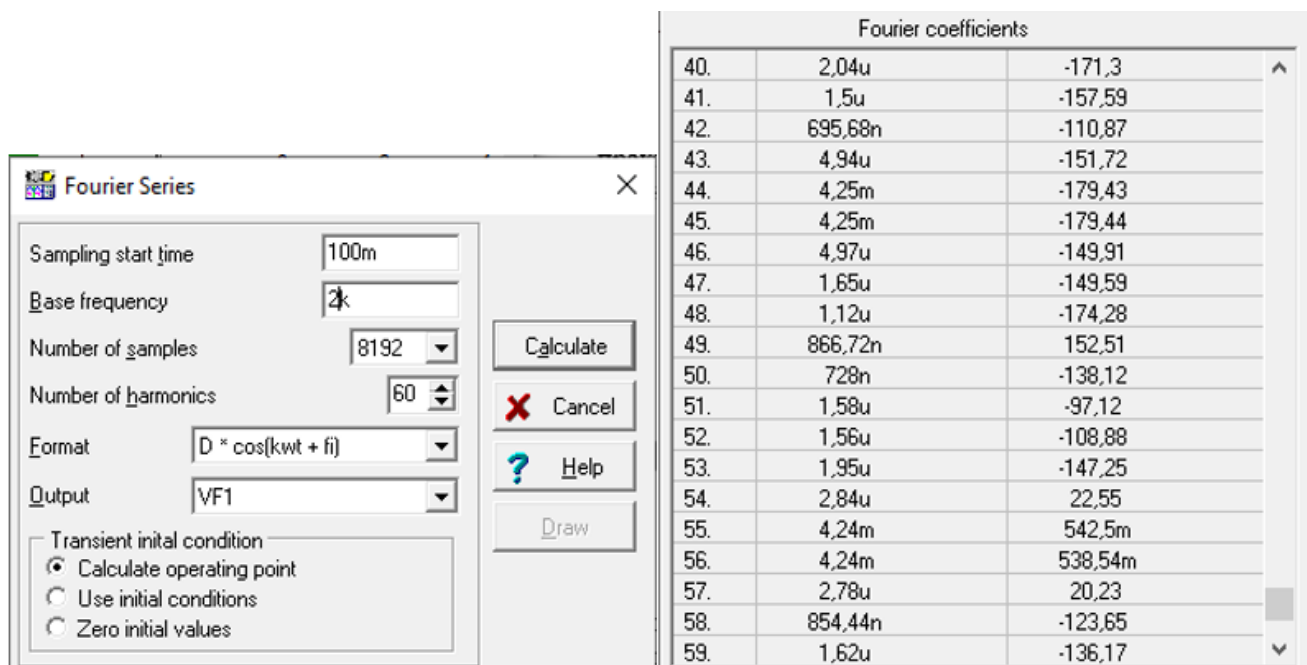 Fourier Series
Sampling start time 100m
Base frequency 2k
Number of samples 8192
Number of harmonics 60
Format D * cos(kwt + fi)
Output VF1
Transient inital condition
Calculate operating point
Use initial conditions
Zero initial values
Calculate
Cancel
Help
Draw
Fourier coefficients
40. 2,04u -171,3
41. 1,5u -157,59
42. 695,68n -110,87
43. 4,94u -151,72
44. 4,25m -179,43
45. 4,25m -179,44
46. 4,97u -149,91
47. 1,65u -149,59
48. 1,12u -174,28
49. 866,72n 152,51
50. 728n -138,12
51. 1,58u -97,12
52. 1,56u -108,88
53. 1,95u -147,25
54. 2,84u 22,55
55. 4,24m 542,5m
56. 4,24m 538,54m
57. 2,78u 20,23
58. 854,44n -123,65
59. 1,62u -136,17